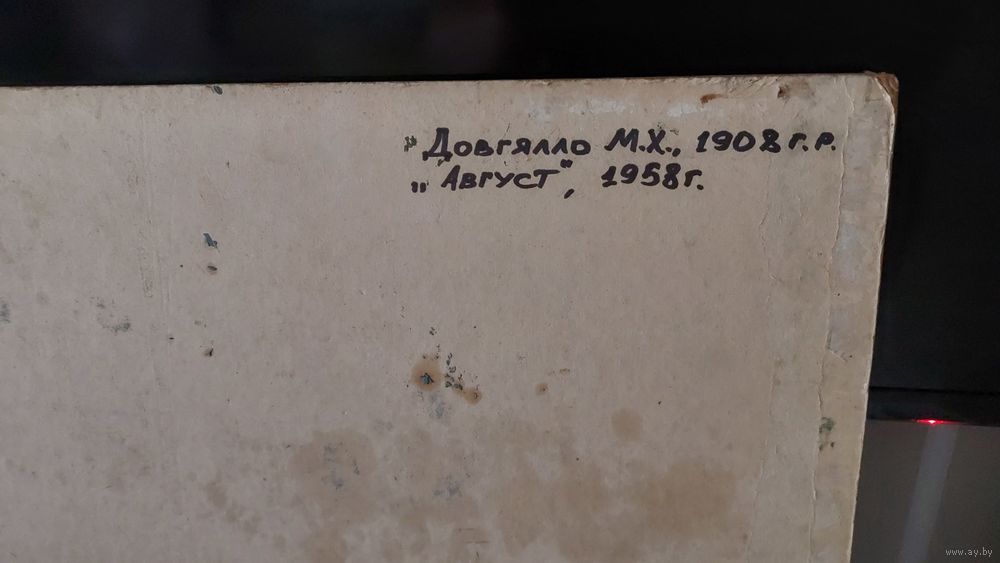 Довгялло М.Х., 1908 г.р.
„Август", 1958г.
www.ay.by